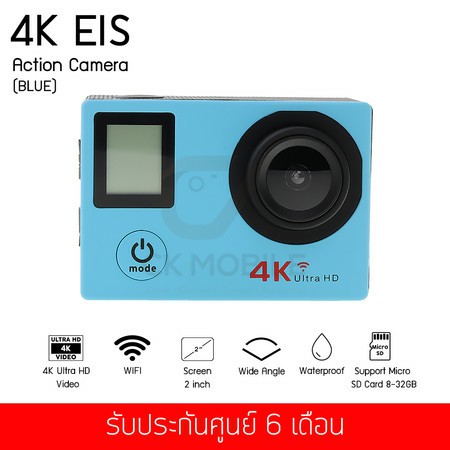 4K EIS
Action Camera
(BLUE)
mode
CK MOBILE
4K Ultra HD
ULTRA HD
4K
VIDEO
2"
Micro
SD
4K Ultra HD
Video
WIFI
Screen
2 inch
Wide Angle
Waterproof
Support Micro
SD Card 8-32GB
รับประกันศูนย์ 6 เดือน